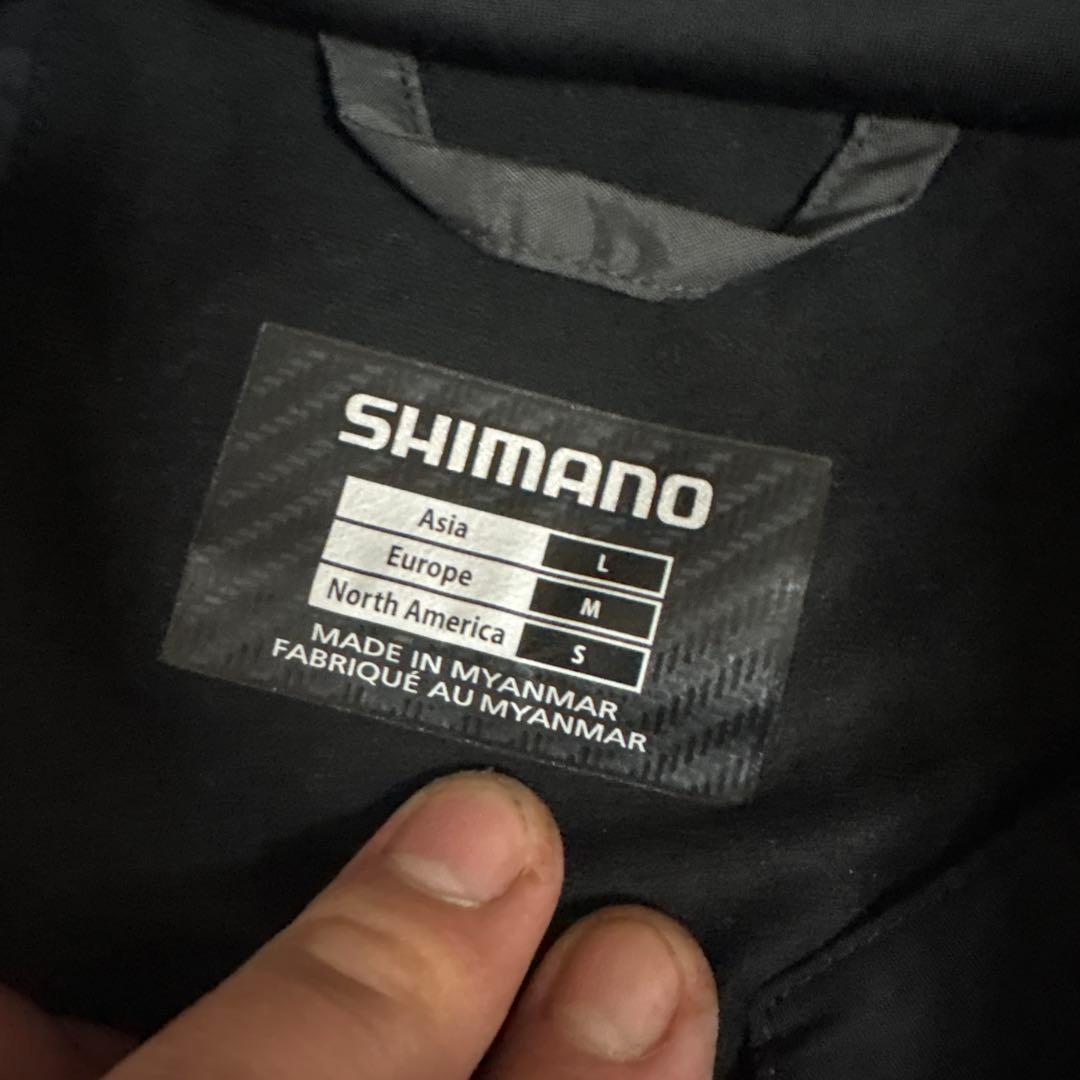 SHIMANO
Asia L
Europe M
North America S
MADE IN MYANMAR
FABRIQUÉ AU MYANMAR